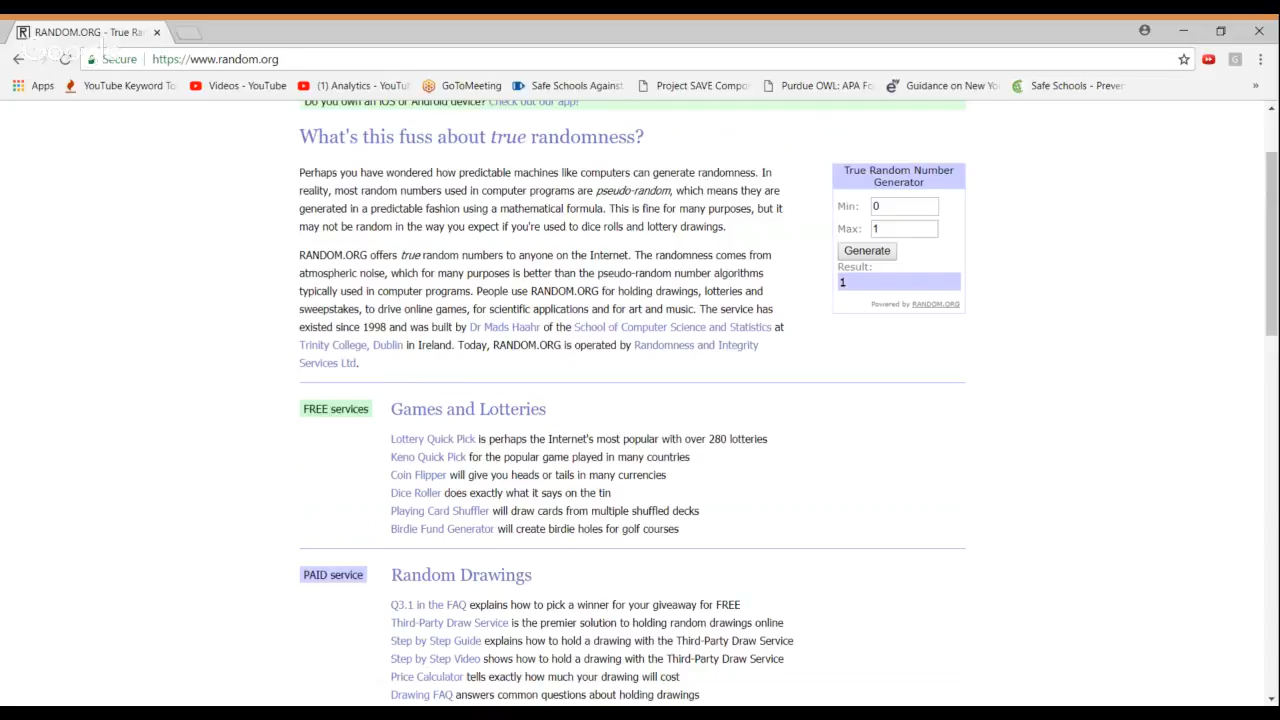 RANDOM.ORG - True Ra
Google
Secure https://www.random.org
Apps YouTube Keyword To Videos - YouTube (1) Analytics - YouTu GoToMeeting Safe Schools Against Project SAVE Compo Purdue OWL: APA Fo Guidance on New Yo Safe Schools - Preven »
Do you own an iOS or Android device? Check out our app!
What's this fuss about true randomness?
Perhaps you have wondered how predictable machines like computers can generate randomness. In
reality, most random numbers used in computer programs are pseudo-random, which means they are
generated in a predictable fashion using a mathematical formula. This is fine for many purposes, but it
may not be random in the way you expect if you're used to dice rolls and lottery drawings.
RANDOM.ORG offers true random numbers to anyone on the Internet. The randomness comes from
atmospheric noise, which for many purposes is better than the pseudo-random number algorithms
typically used in computer programs. People use RANDOM.ORG for holding drawings, lotteries and
sweepstakes, to drive online games, for scientific applications and for art and music. The service has
existed since 1998 and was built by Dr Mads Haahr of the School of Computer Science and Statistics at
Trinity College, Dublin in Ireland. Today, RANDOM.ORG is operated by Randomness and Integrity
Services Ltd.
True Random Number
Generator
Min: 0
Max: 1
Generate
Result:
1
Powered by RANDOM.ORG
FREE services
Games and Lotteries
Lottery Quick Pick is perhaps the Internet's most popular with over 280 lotteries
Keno Quick Pick for the popular game played in many countries
Coin Flipper will give you heads or tails in many currencies
Dice Roller does exactly what it says on the tin
Playing Card Shuffler will draw cards from multiple shuffled decks
Birdie Fund Generator will create birdie holes for golf courses
PAID service
Random Drawings
Q3.1 in the FAQ explains how to pick a winner for your giveaway for FREE
Third-Party Draw Service is the premier solution to holding random drawings online
Step by Step Guide explains how to hold a drawing with the Third-Party Draw Service
Step by Step Video shows how to hold a drawing with the Third-Party Draw Service
Price Calculator tells exactly how much your drawing will cost
Drawing FAQ answers common questions about holding drawings